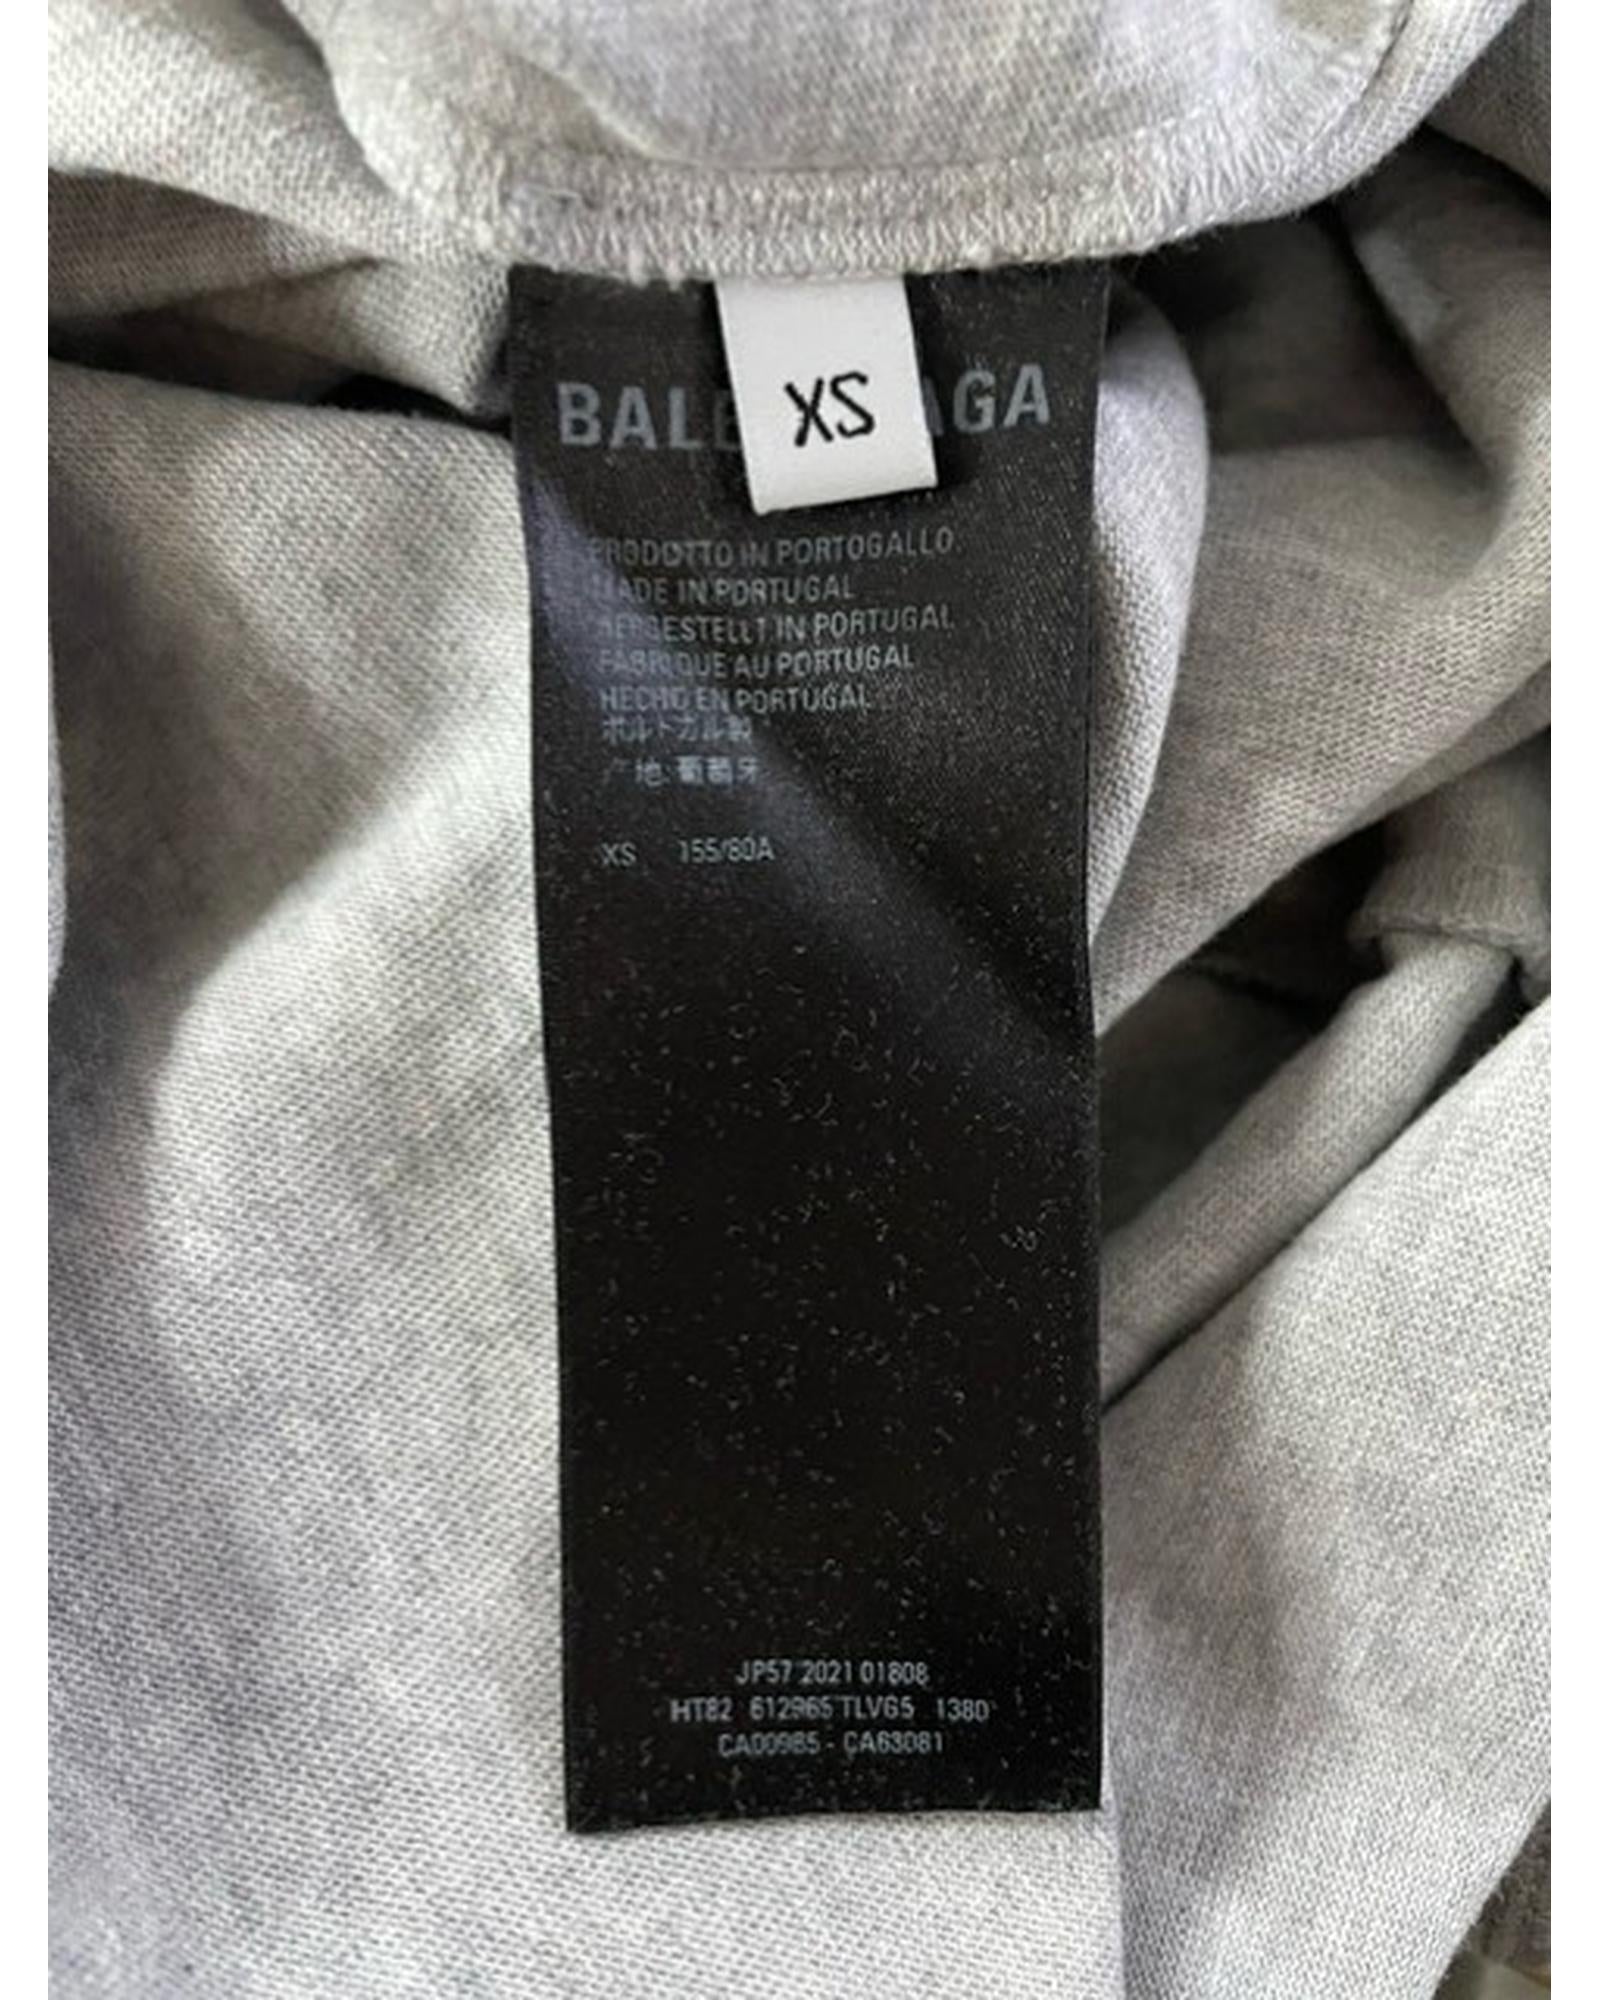 XS
PRODOTTO IN PORTOGALLO
MADE IN PORTUGAL
HERGESTELLT IN PORTUGAL
FABRIQUE AU PORTUGAL
HECHO EN PORTUGAL
ポルトガル製
产地:葡萄牙
XS 155/80A
JP57 2021 01808
HT82 612965 TLVG5 1380
CA00985 - CA63081